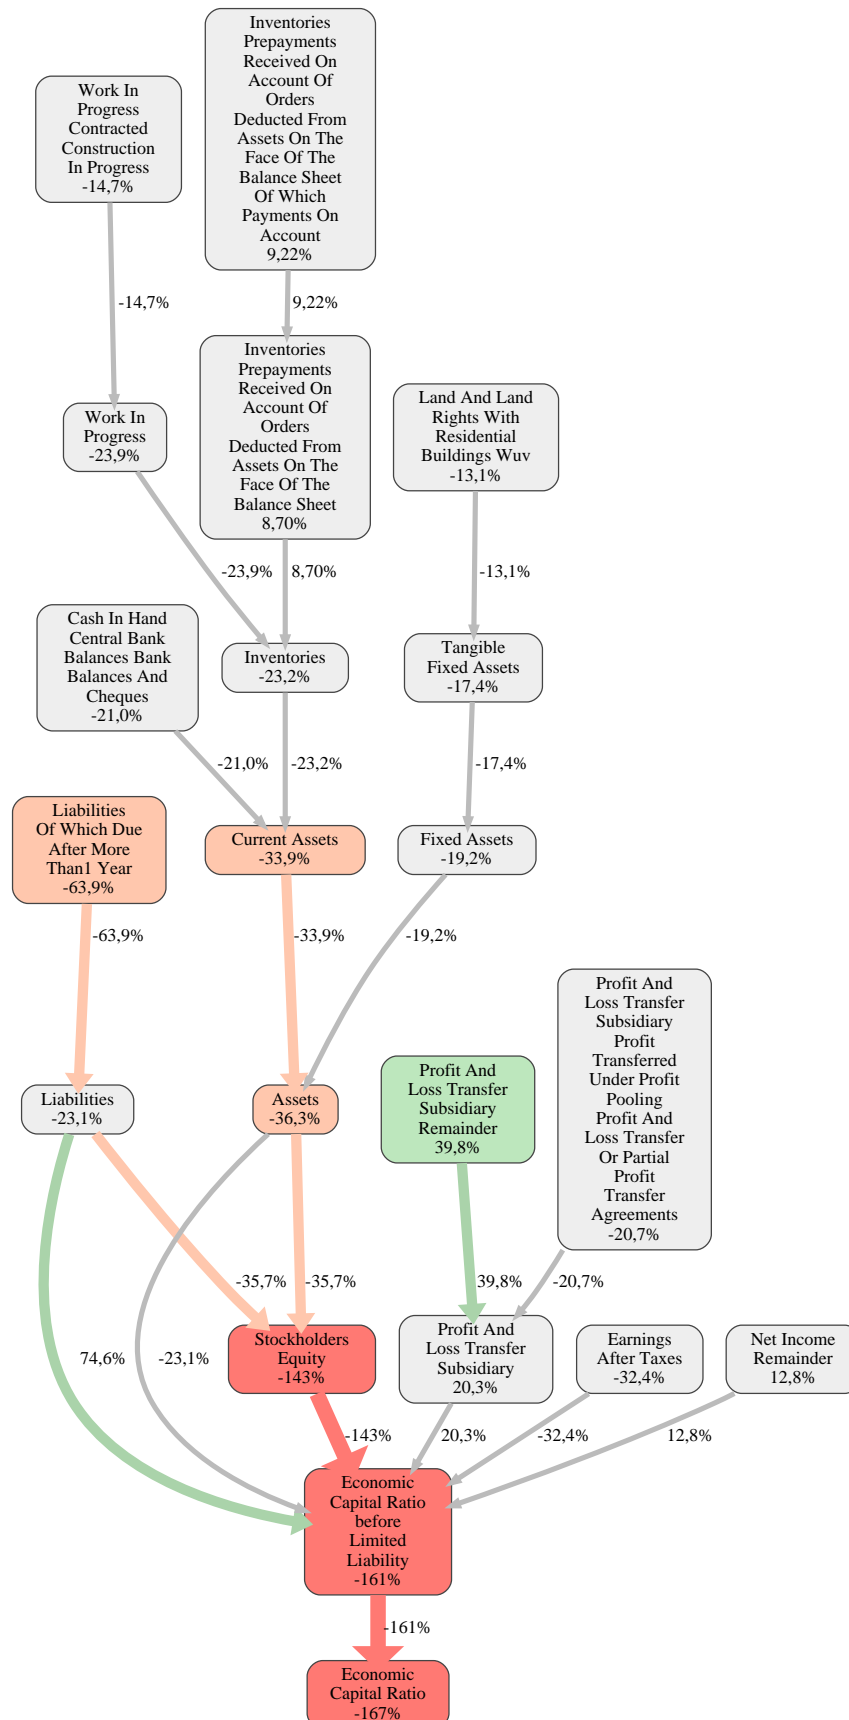 Inventories
Prepayments
Received On
Account Of
Orders
Deducted From
Assets On The
Face Of The
Balance Sheet
Of Which
Payments On
Account
9,22%
Work In
Progress
Contracted
Construction
In Progress
-14,7%
-14,7%
9,22%
Inventories
Prepayments
Received On
Account Of
Orders
Deducted From
Assets On The
Face Of The
Balance Sheet
8,70%
Land And Land
Rights With
Residential
Buildings Wuv
-13,1%
Work In
Progress
-23,9%
-23,9%
8,70%
-13,1%
Cash In Hand
Central Bank
Balances Bank
Balances And
Cheques
-21,0%
Inventories
-23,2%
Tangible
Fixed Assets
-17,4%
-21,0%
-23,2%
-17,4%
Liabilities
Of Which Due
After More
Than1 Year
-63,9%
Current Assets
-33,9%
Fixed Assets
-19,2%
-63,9%
-33,9%
-19,2%
Profit And
Loss Transfer
Subsidiary
Profit
Transferred
Under Profit
Pooling
Profit And
Loss Transfer
Or Partial
Profit
Transfer
Agreements
-20,7%
Profit And
Loss Transfer
Subsidiary
Remainder
39,8%
Liabilities
-23,1%
Assets
-36,3%
-35,7%
-35,7%
39,8%
-20,7%
74,6%
-23,1%
Stockholders
Equity
-143%
Profit And
Loss Transfer
Subsidiary
20,3%
Earnings
After Taxes
-32,4%
Net Income
Remainder
12,8%
-143%
20,3%
-32,4%
12,8%
Economic
Capital Ratio
before
Limited
Liability
-161%
-161%
Economic
Capital Ratio
-167%